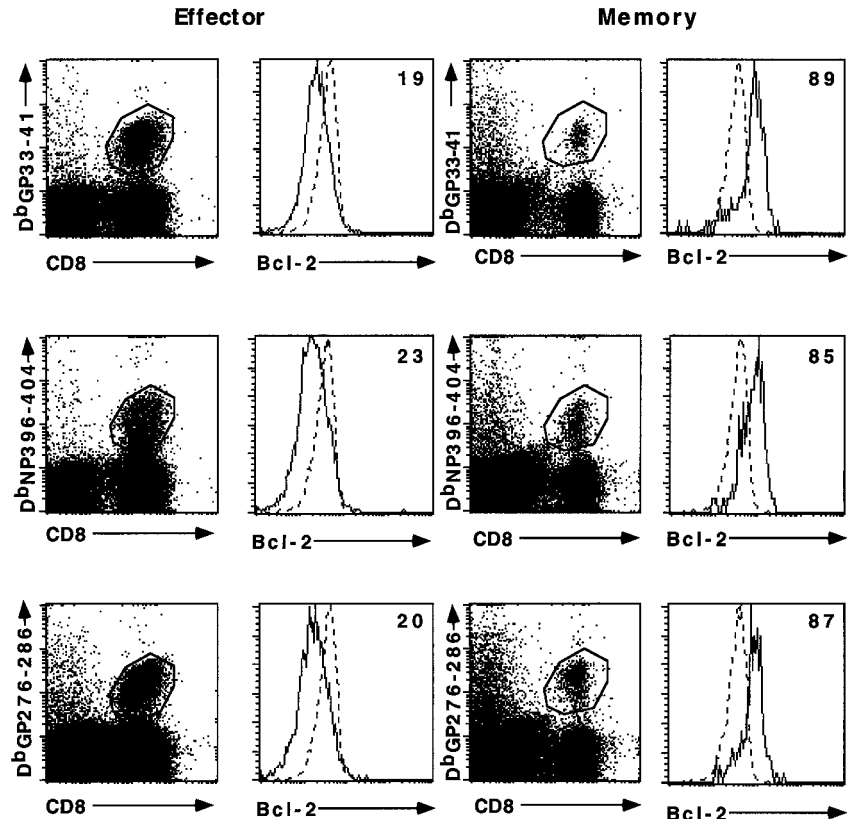 Effector Memory
DᵇGP33-41
19
DᵇGP33-41
89
CD8
Bcl-2
CD8
Bcl-2
DᵇNP396-404
23
DᵇNP396-404
85
CD8
Bcl-2
CD8
Bcl-2
DᵇGP276-286
20
DᵇGP276-286
87
CD8
Bcl-2
CD8
Bcl-2